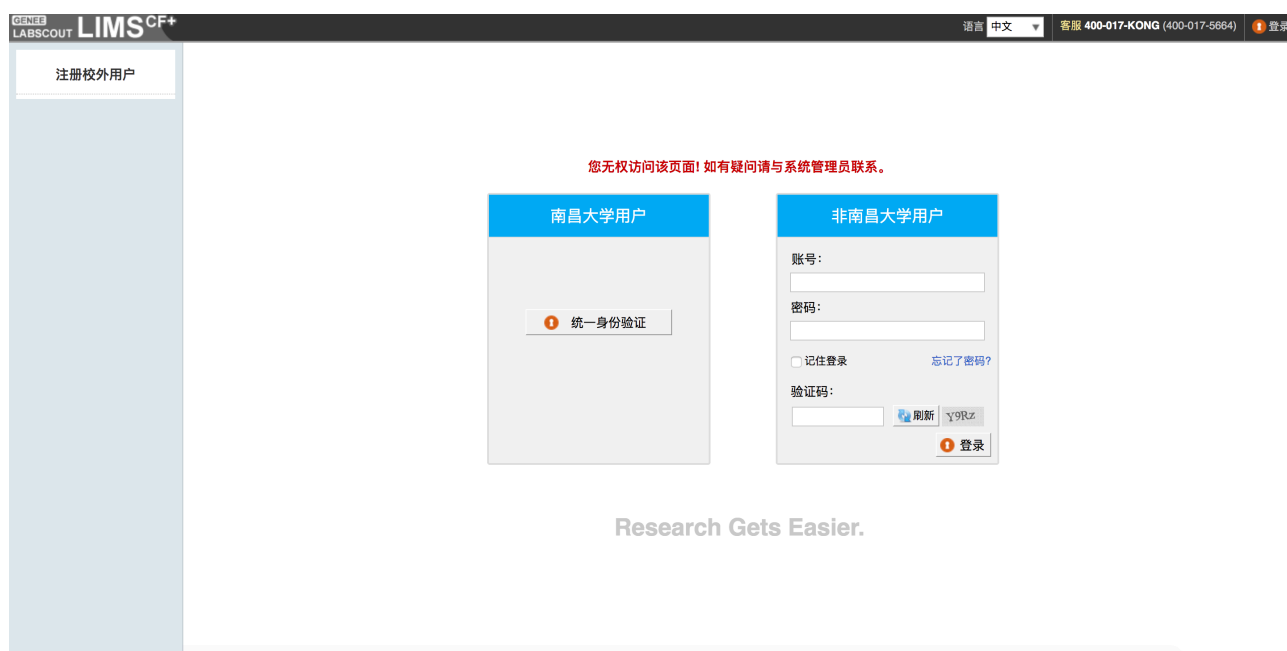 GENEE
LABSCOUT LIMS CF+
语言 中文 客服 400-017-KONG (400-017-5664) 登录
注册校外用户
您无权访问该页面! 如有疑问请与系统管理员联系。
南昌大学用户
统一身份验证
非南昌大学用户
账号:
密码:
记住登录 忘记了密码?
验证码:
刷新 Y9Rz
登录
Research Gets Easier.